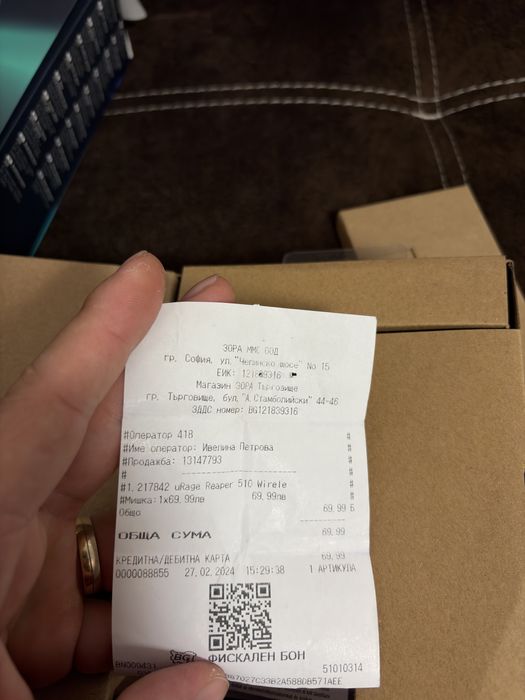 ЗОРА ММС ООД
гр. София, ул."Чепинско шосе" No 15
ЕИК: 121839316
Магазин ЗОРА Търговище
гр. Търговище, бул."А.Стамболийски" 44-46
ЗДДС номер: BG121839316
#Оператор 418 #
#Име оператор: Ивелина Петрова #
#Продажба: 13147793 #
# #
#1. 217842 uRage Reaper 510 Wirele #
#Мишка: 1x69.99лв 69.99лв #
Общо 69.99 Б
ОБЩА СУМА 69.99
КРЕДИТНА/ДЕБИТНА КАРТА 69.99
0000088855 27.02.2024 15:29:38 1 АРТИКУЛА
BG ФИСКАЛЕН БОН
51010314